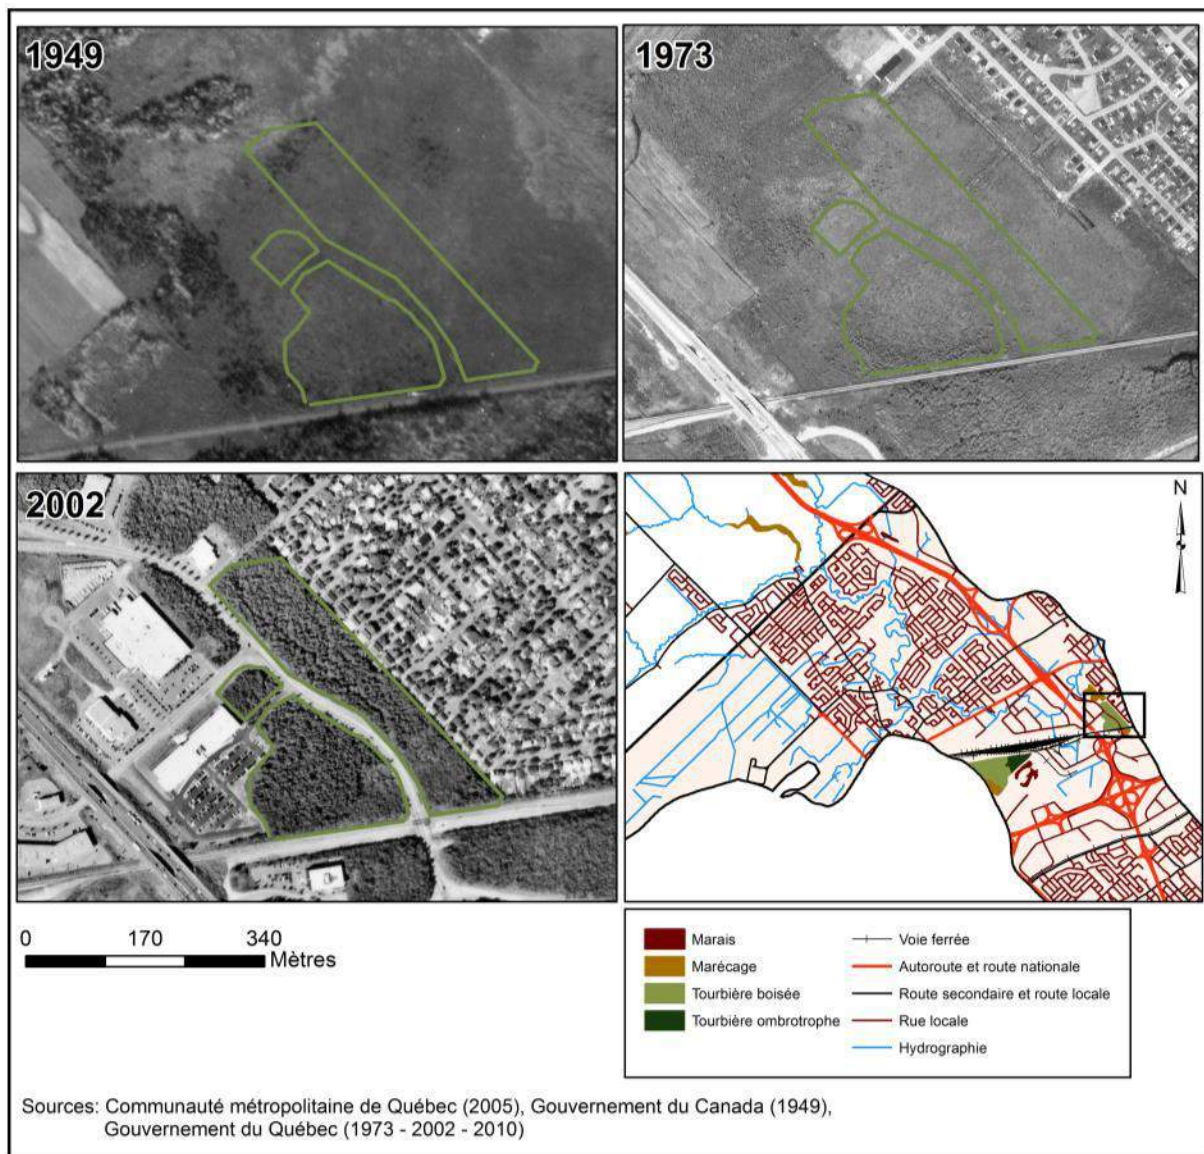 1949
1973
2002
N
0 170 340
Mètres
Marais
Marécage
Tourbière boisée
Tourbière ombrotrophe
Voie ferrée
Autoroute et route nationale
Route secondaire et route locale
Rue locale
Hydrographie
Sources: Communauté métropolitaine de Québec (2005), Gouvernement du Canada (1949),
Gouvernement du Québec (1973 - 2002 - 2010)